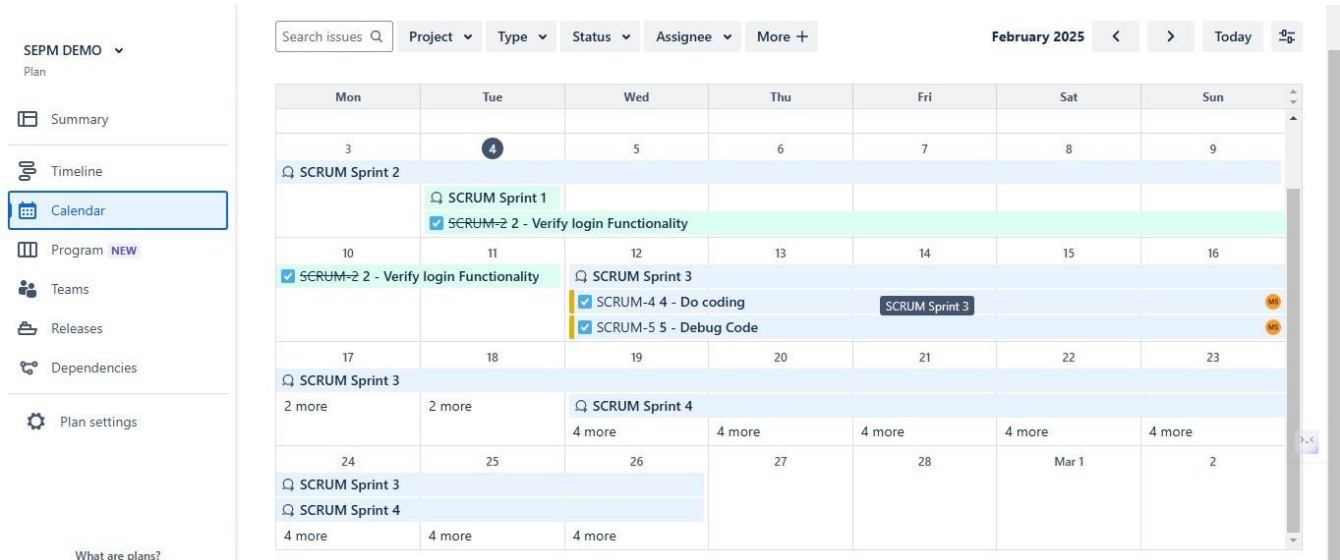 SEPM DEMO
Plan
Summary
Timeline
Calendar
Program NEW
Teams
Releases
Dependencies
Plan settings
What are plans?
Search issues Project Type Status Assignee More + February 2025 < > Today
Mon Tue Wed Thu Fri Sat Sun
3 4 5 6 7 8 9
SCRUM Sprint 2
SCRUM Sprint 1
SCRUM-2 2 - Verify login Functionality
10 11 12 13 14 15 16
SCRUM-2 2 - Verify login Functionality SCRUM Sprint 3
SCRUM-4 4 - Do coding SCRUM Sprint 3 MS
SCRUM-5 5 - Debug Code MS
17 18 19 20 21 22 23
SCRUM Sprint 3
2 more 2 more SCRUM Sprint 4
4 more 4 more 4 more 4 more 4 more
24 25 26 27 28 Mar 1 2
SCRUM Sprint 3
SCRUM Sprint 4
4 more 4 more 4 more